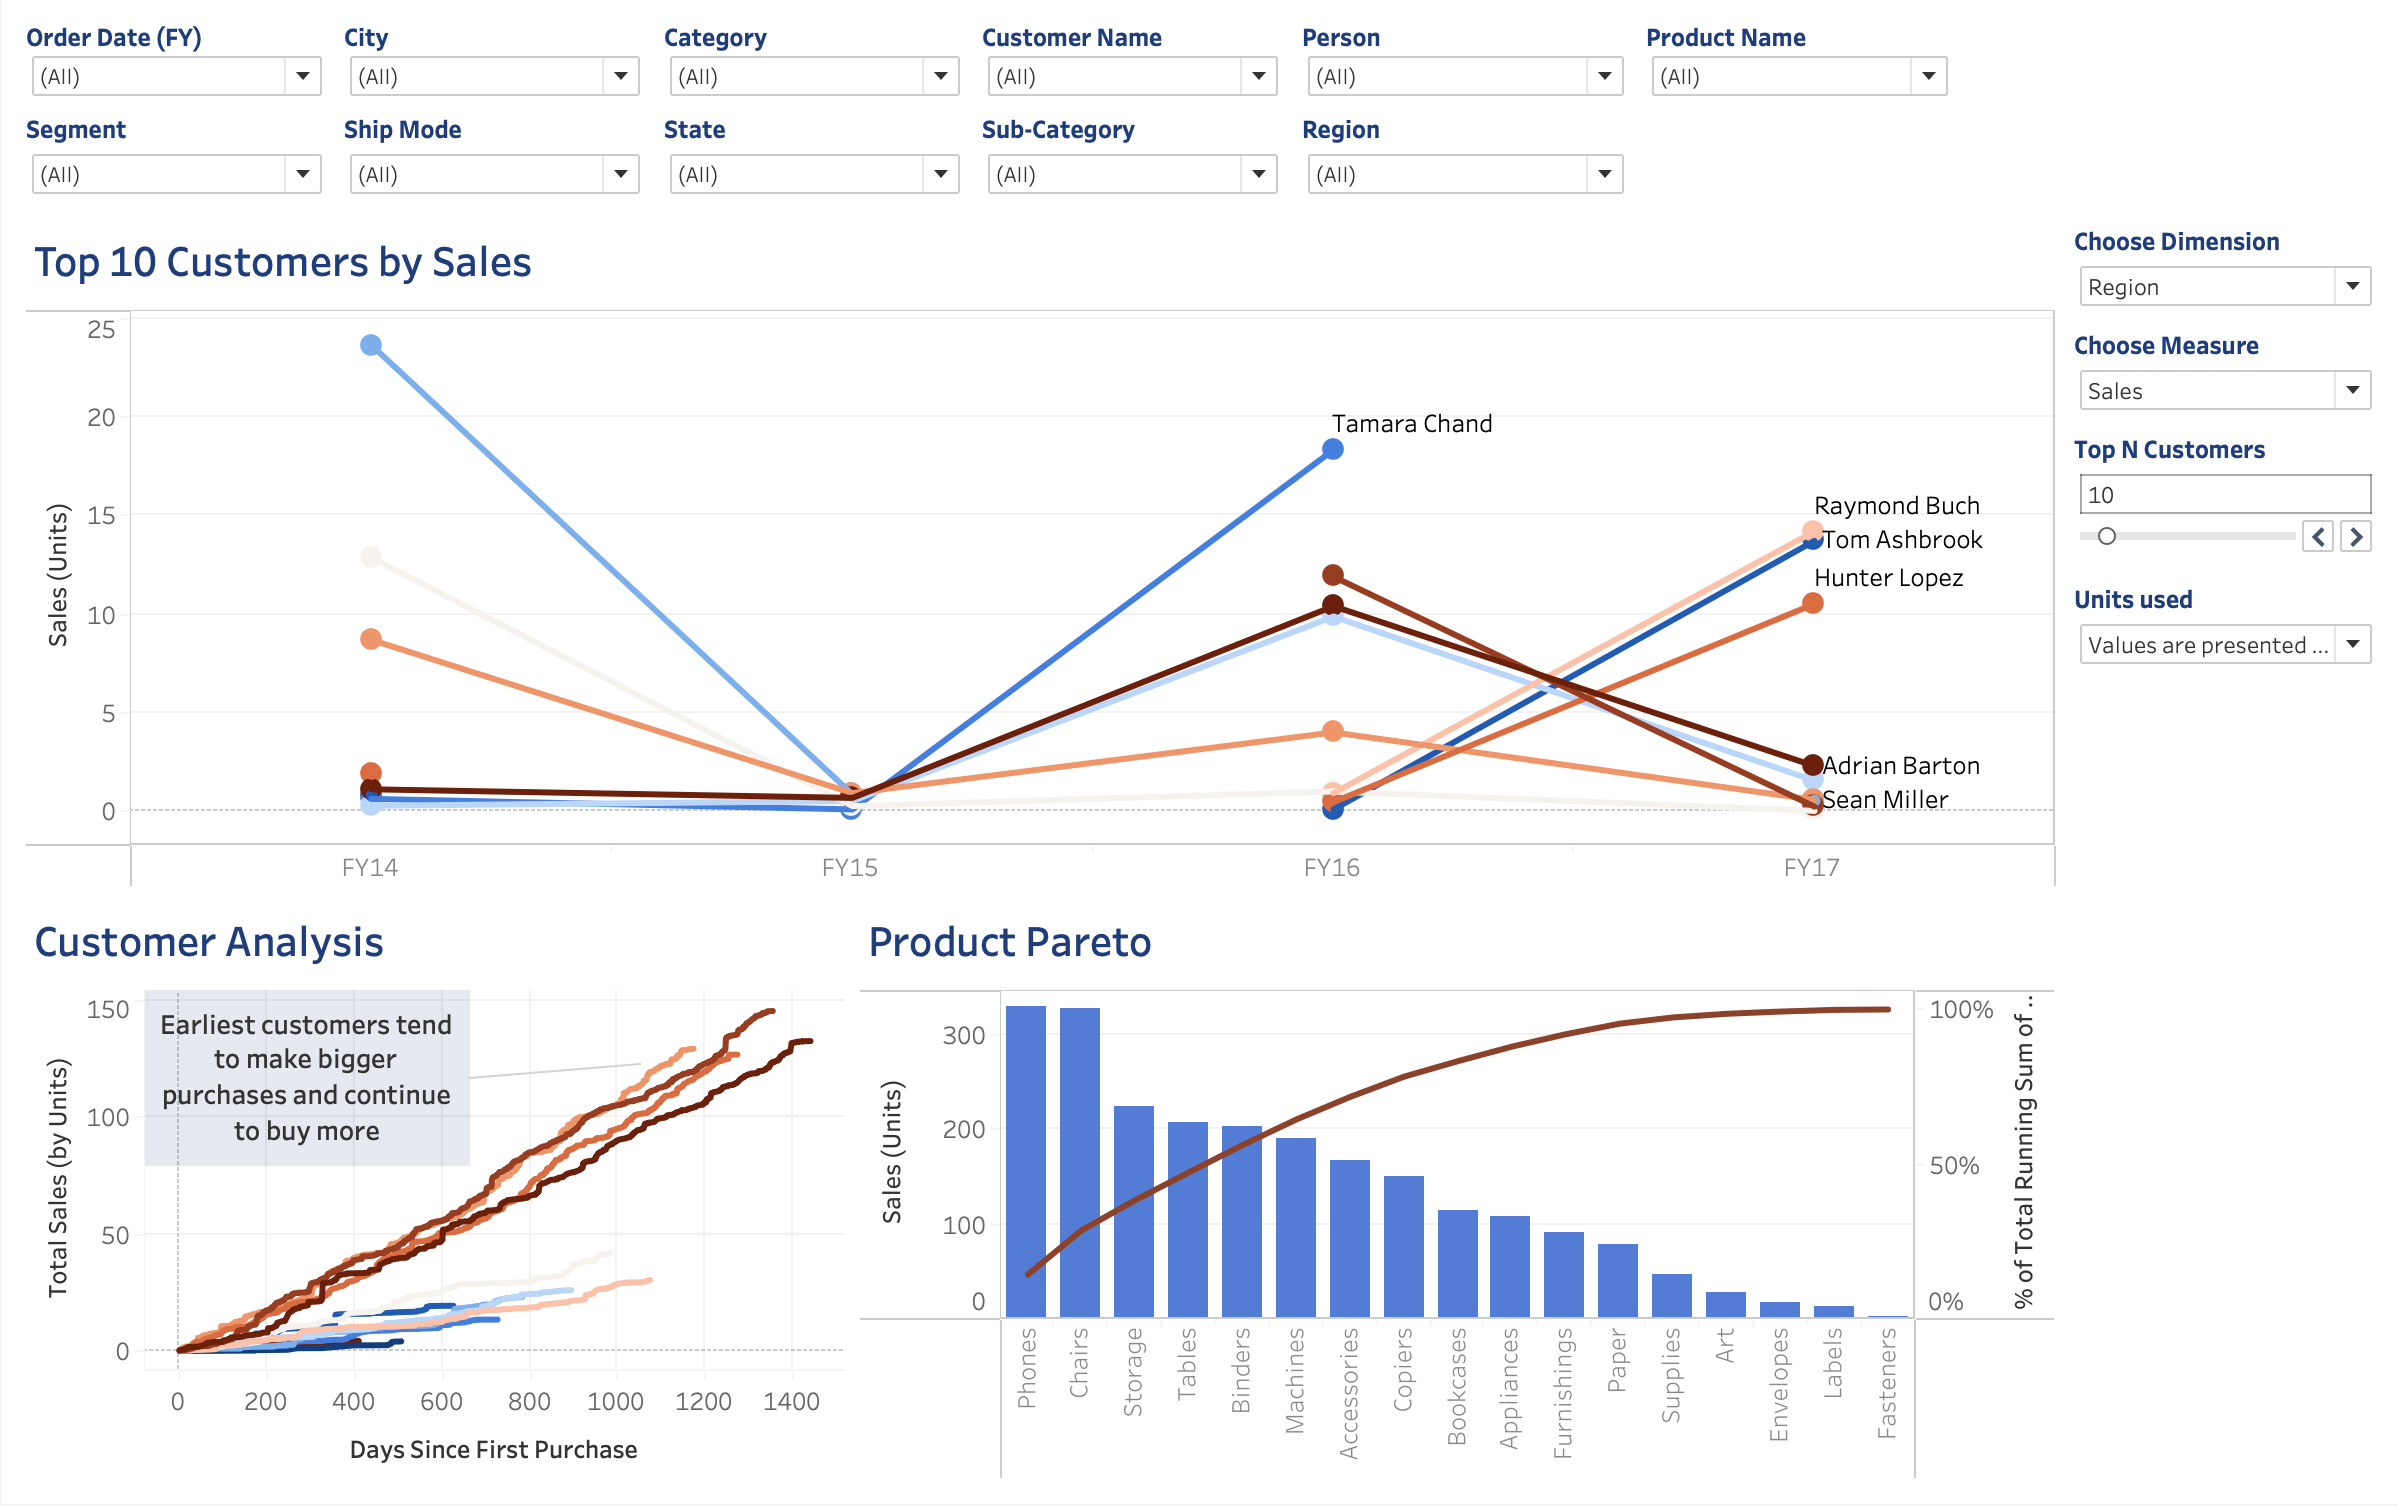 Order Date (FY)
City
Category
Customer Name
Person
Product Name
(All)
(All)
(All)
(All)
(All)
(All)
Segment
Ship Mode
State
Sub-Category
Region
(All)
(All)
(All)
(All)
(All)
Top 10 Customers by Sales
Choose Dimension
Region
Choose Measure
Sales
Top N Customers
10
Units used
Values are presented ...
Sales (Units)
25
20
15
10
5
0
Tamara Chand
Raymond Buch
Tom Ashbrook
Hunter Lopez
Adrian Barton
Sean Miller
FY14
FY15
FY16
FY17
Customer Analysis
Total Sales (by Units)
150
100
50
0
Earliest customers tend
to make bigger
purchases and continue
to buy more
0
200
400
600
800
1000
1200
1400
Days Since First Purchase
Product Pareto
Sales (Units)
300
200
100
0
100%
50%
0%
% of Total Running Sum of ..
Phones
Chairs
Storage
Tables
Binders
Machines
Accessories
Copiers
Bookcases
Appliances
Furnishings
Paper
Supplies
Art
Envelopes
Labels
Fasteners